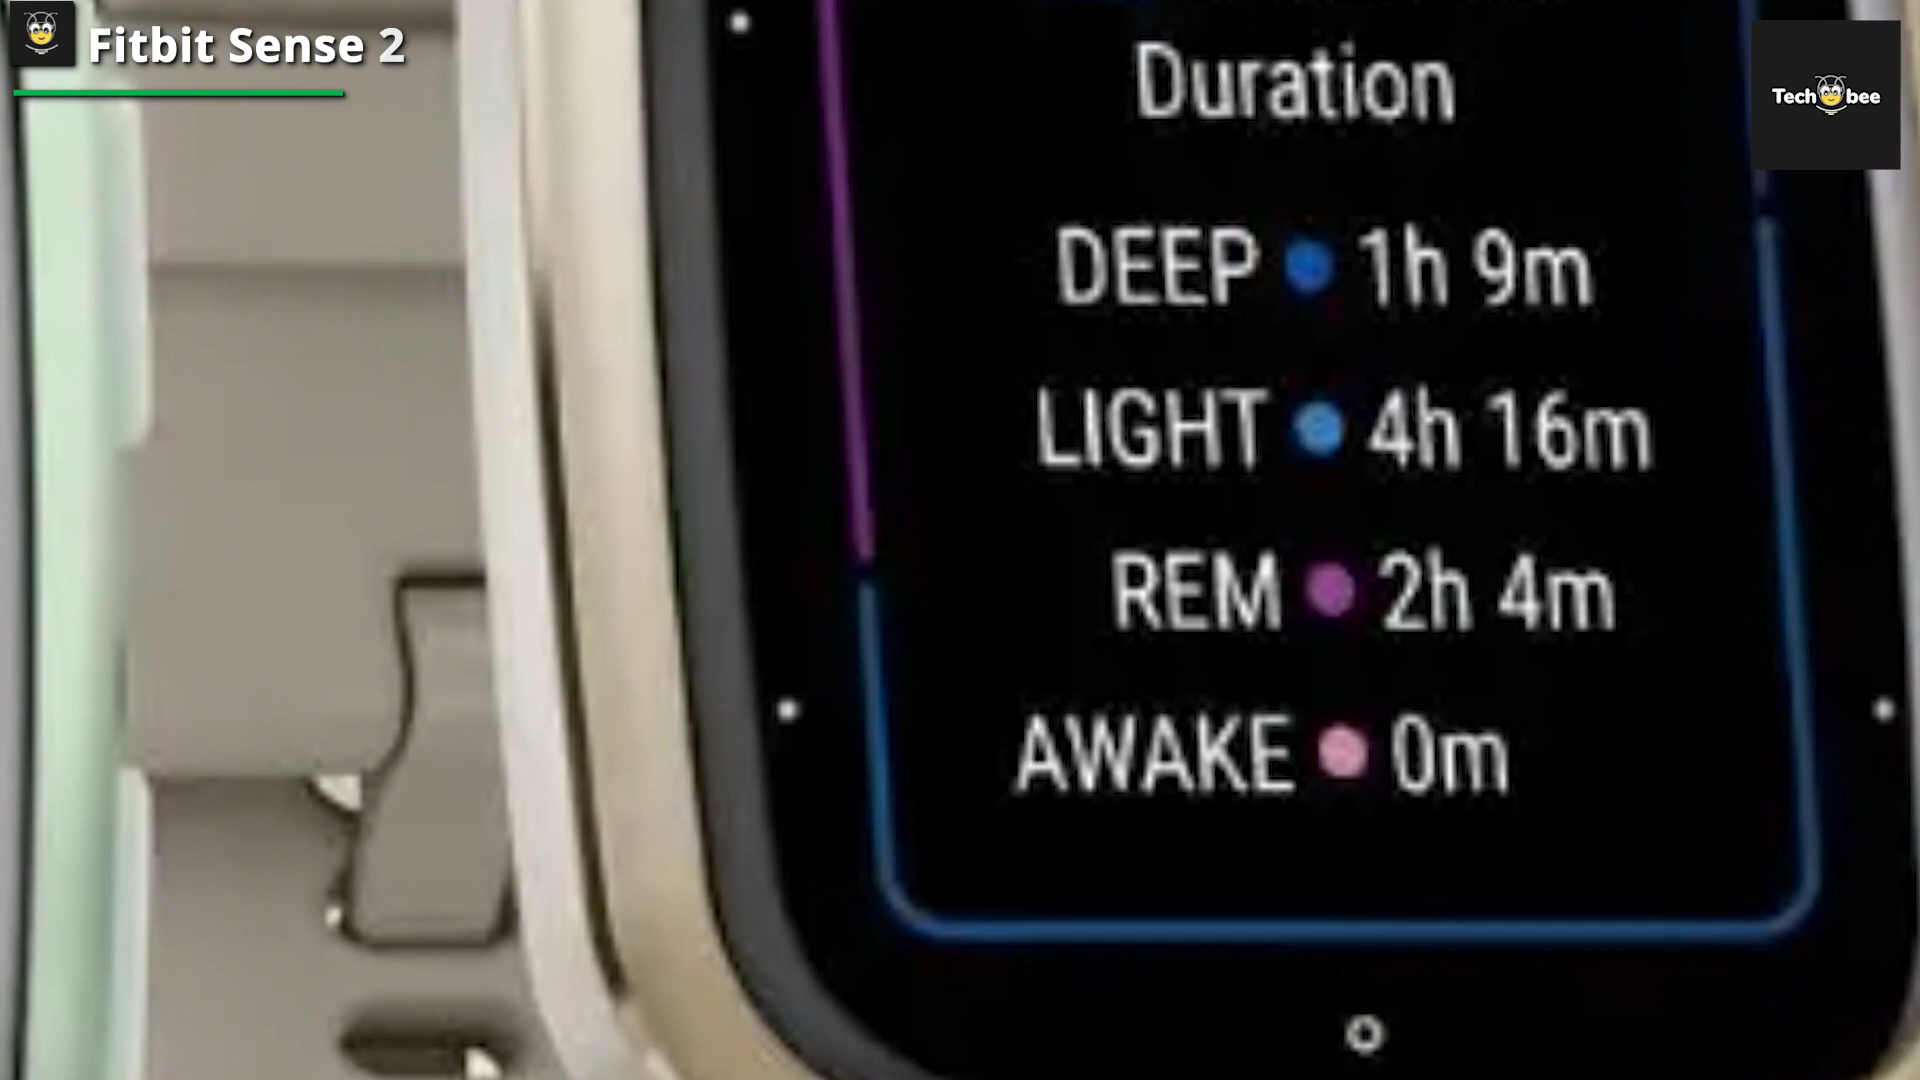 Fitbit Sense 2
Tech bee
Duration
DEEP 1h 9m
LIGHT 4h 16m
REM 2h 4m
AWAKE 0m